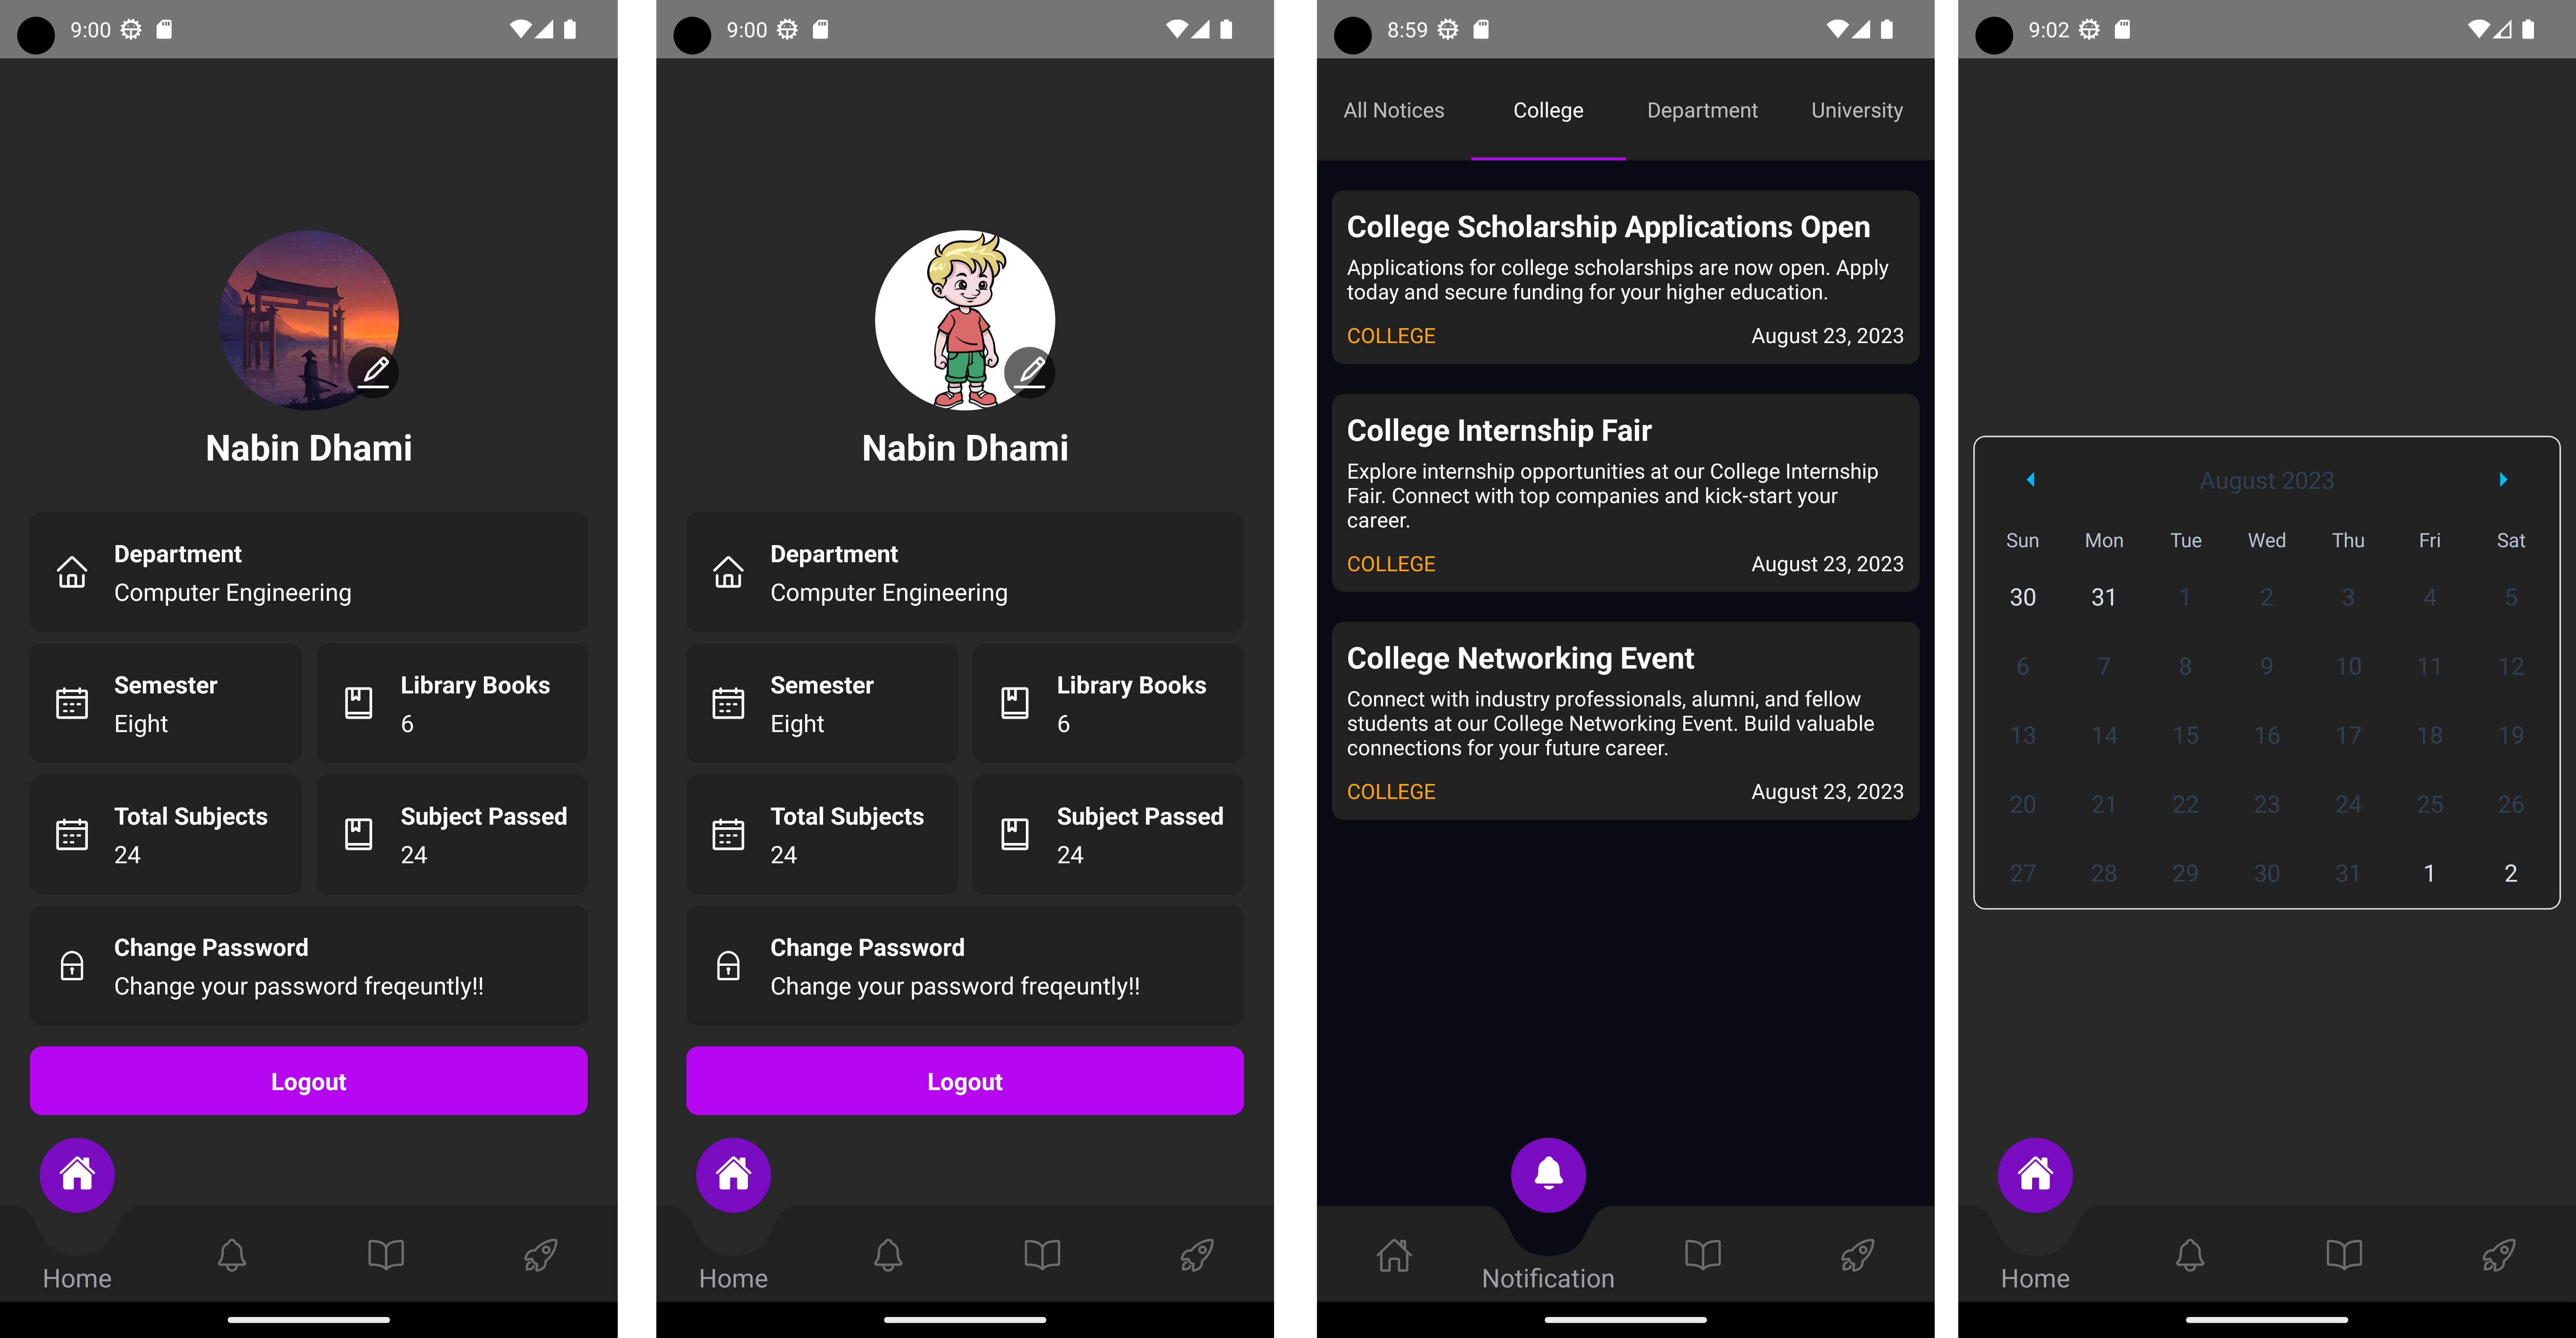 9:00
Nabin Dhami
Department
Computer Engineering
Semester
Eight
Library Books
6
Total Subjects
24
Subject Passed
24
Change Password
Change your password freqeuntly!!
Logout
Home
9:00
Nabin Dhami
Department
Computer Engineering
Semester
Eight
Library Books
6
Total Subjects
24
Subject Passed
24
Change Password
Change your password freqeuntly!!
Logout
Home
8:59
All Notices College Department University
College Scholarship Applications Open
Applications for college scholarships are now open. Apply
today and secure funding for your higher education.
COLLEGE August 23, 2023
College Internship Fair
Explore internship opportunities at our College Internship
Fair. Connect with top companies and kick-start your
career.
COLLEGE August 23, 2023
College Networking Event
Connect with industry professionals, alumni, and fellow
students at our College Networking Event. Build valuable
connections for your future career.
COLLEGE August 23, 2023
Notification
9:02
August 2023
Sun Mon Tue Wed Thu Fri Sat
30 31 1 2 3 4 5
6 7 8 9 10 11 12
13 14 15 16 17 18 19
20 21 22 23 24 25 26
27 28 29 30 31 1 2
Home